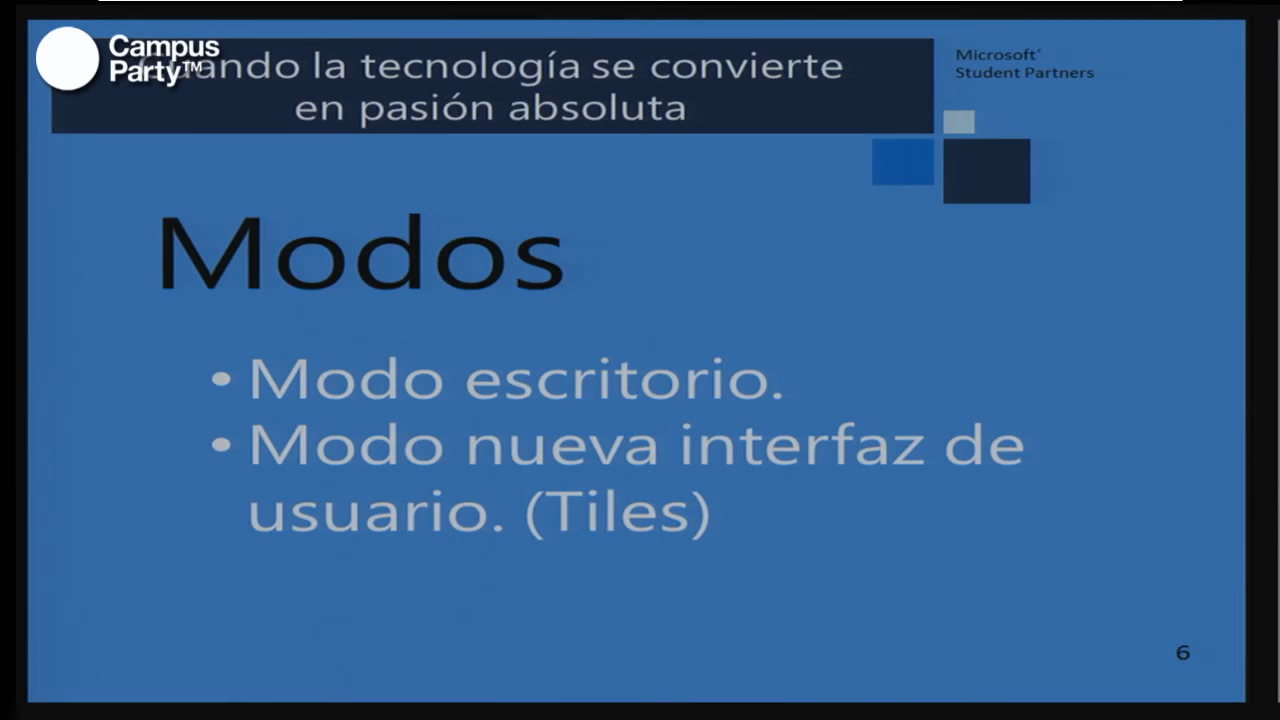 Campus
Party™
Cuando la tecnología se convierte
en pasión absoluta
Microsoft
Student Partners
Modos
• Modo escritorio.
• Modo nueva interfaz de
usuario. (Tiles)
6